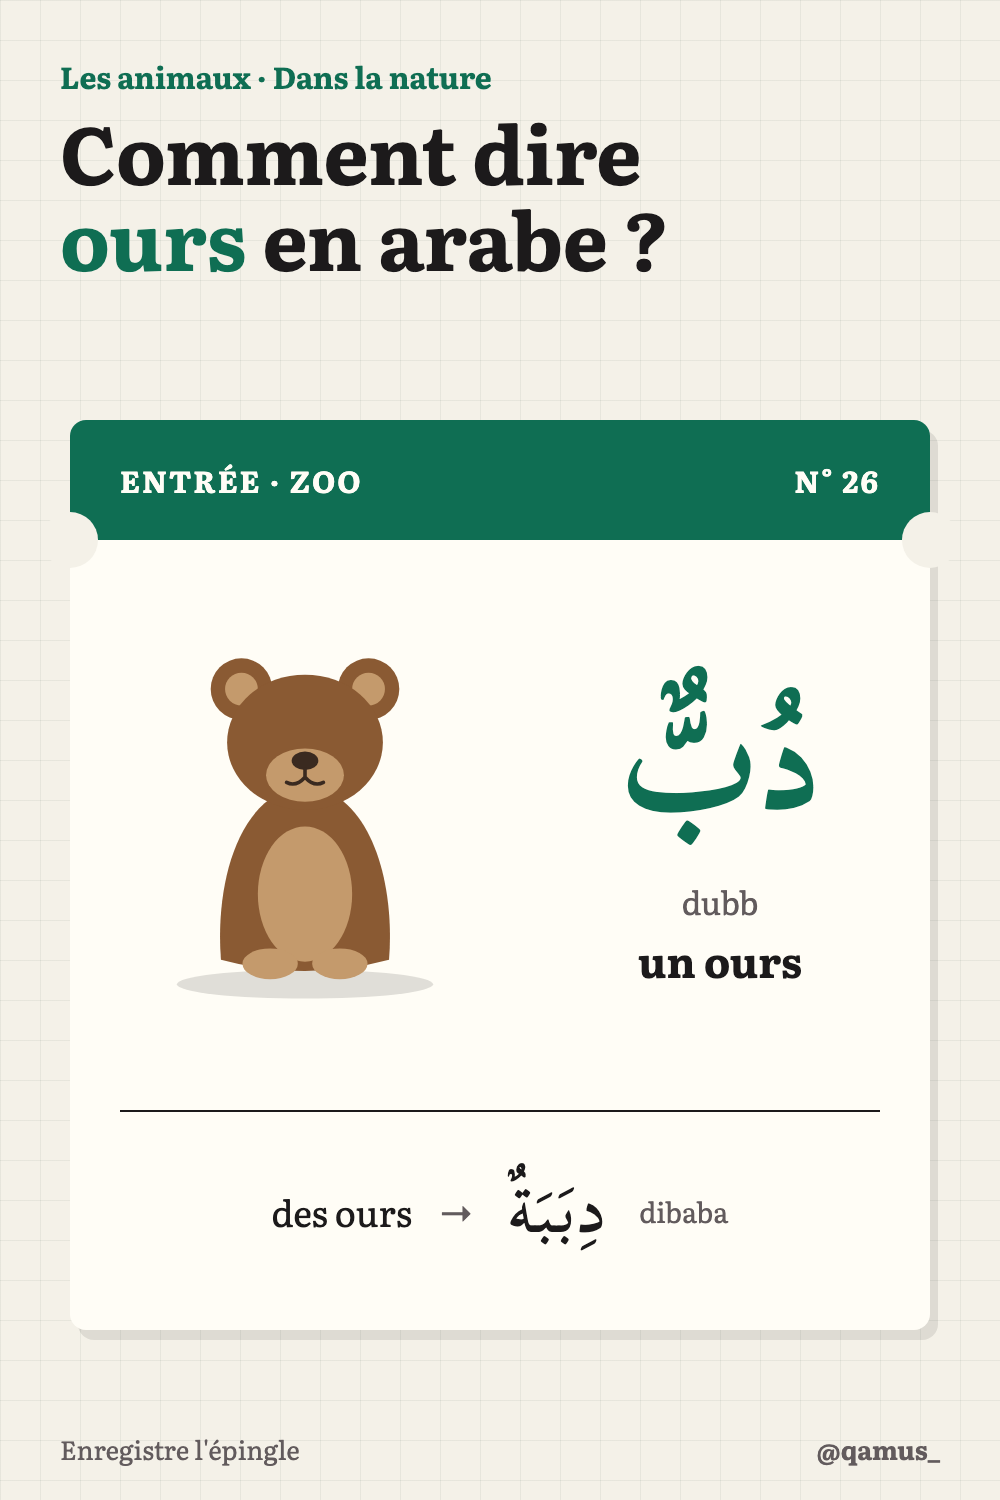 Les animaux · Dans la nature
Comment dire
ours en arabe ?
ENTRÉE · ZOO N° 26
دُبٌّ
dubb
un ours
des ours → دِبَبَةٌ dibaba
Enregistre l'épingle @qamus_